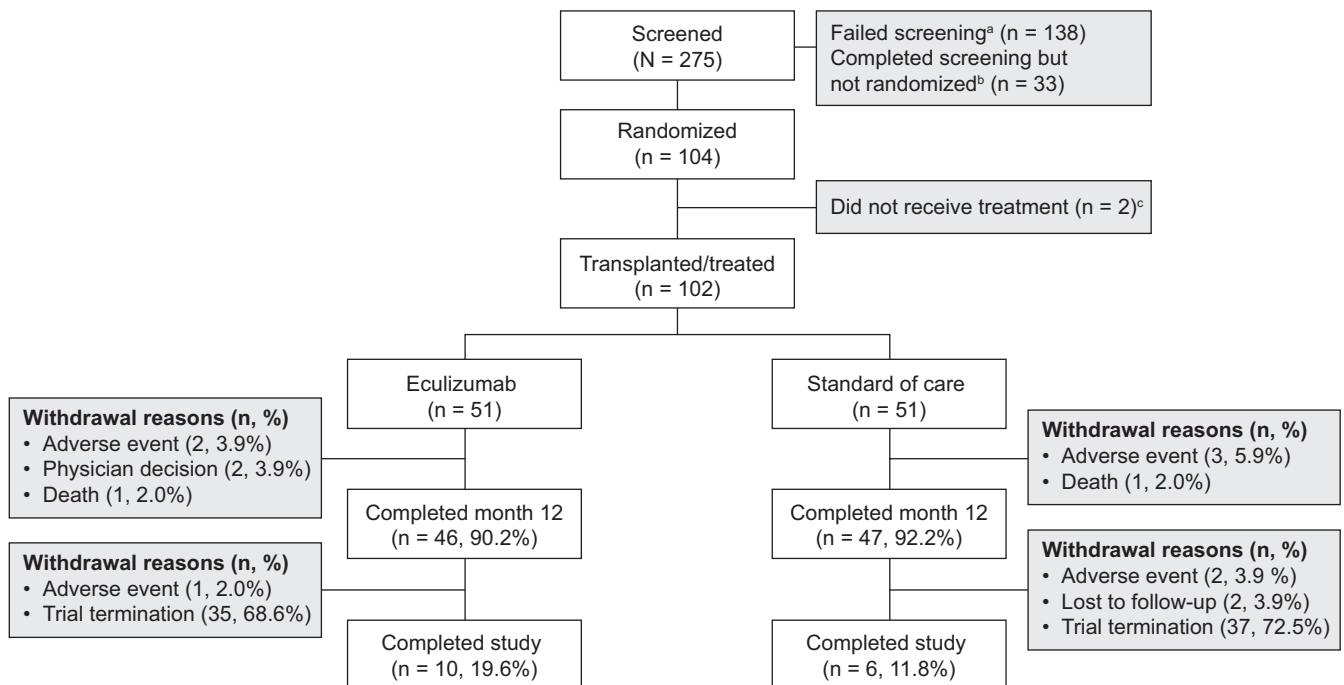 Screened
(N = 275)
Failed screeningᵃ (n = 138)
Completed screening but
not randomizedᵇ (n = 33)
Randomized
(n = 104)
Did not receive treatment (n = 2)ᶜ
Transplanted/treated
(n = 102)
Eculizumab
(n = 51)
Standard of care
(n = 51)
Withdrawal reasons (n, %)
• Adverse event (2, 3.9%)
• Physician decision (2, 3.9%)
• Death (1, 2.0%)
Withdrawal reasons (n, %)
• Adverse event (3, 5.9%)
• Death (1, 2.0%)
Completed month 12
(n = 46, 90.2%)
Completed month 12
(n = 47, 92.2%)
Withdrawal reasons (n, %)
• Adverse event (1, 2.0%)
• Trial termination (35, 68.6%)
Withdrawal reasons (n, %)
• Adverse event (2, 3.9 %)
• Lost to follow-up (2, 3.9%)
• Trial termination (37, 72.5%)
Completed study
(n = 10, 19.6%)
Completed study
(n = 6, 11.8%)